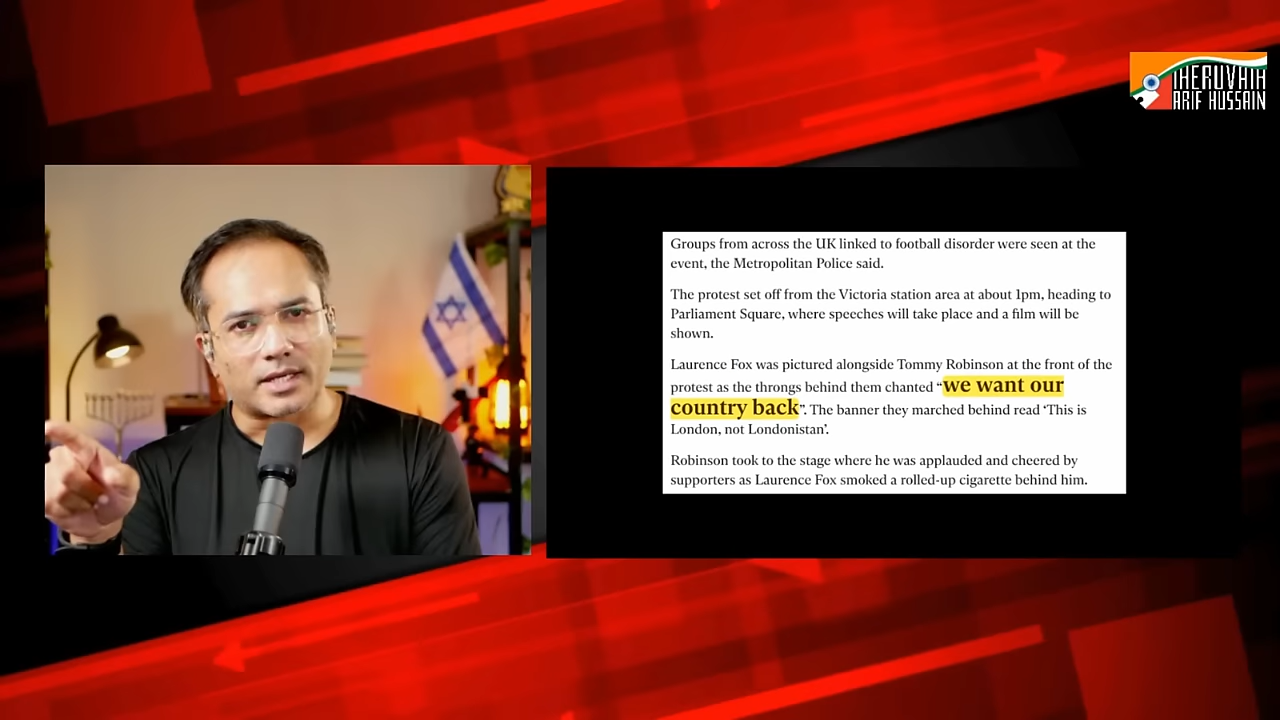 THERUVATH
ARIF HUSSAIN
Groups from across the UK linked to football disorder were seen at the
event, the Metropolitan Police said.
The protest set off from the Victoria station area at about 1pm, heading to
Parliament Square, where speeches will take place and a film will be
shown.
Laurence Fox was pictured alongside Tommy Robinson at the front of the
protest as the throngs behind them chanted “we want our
country back”. The banner they marched behind read ‘This is
London, not Londonistan’.
Robinson took to the stage where he was applauded and cheered by
supporters as Laurence Fox smoked a rolled-up cigarette behind him.